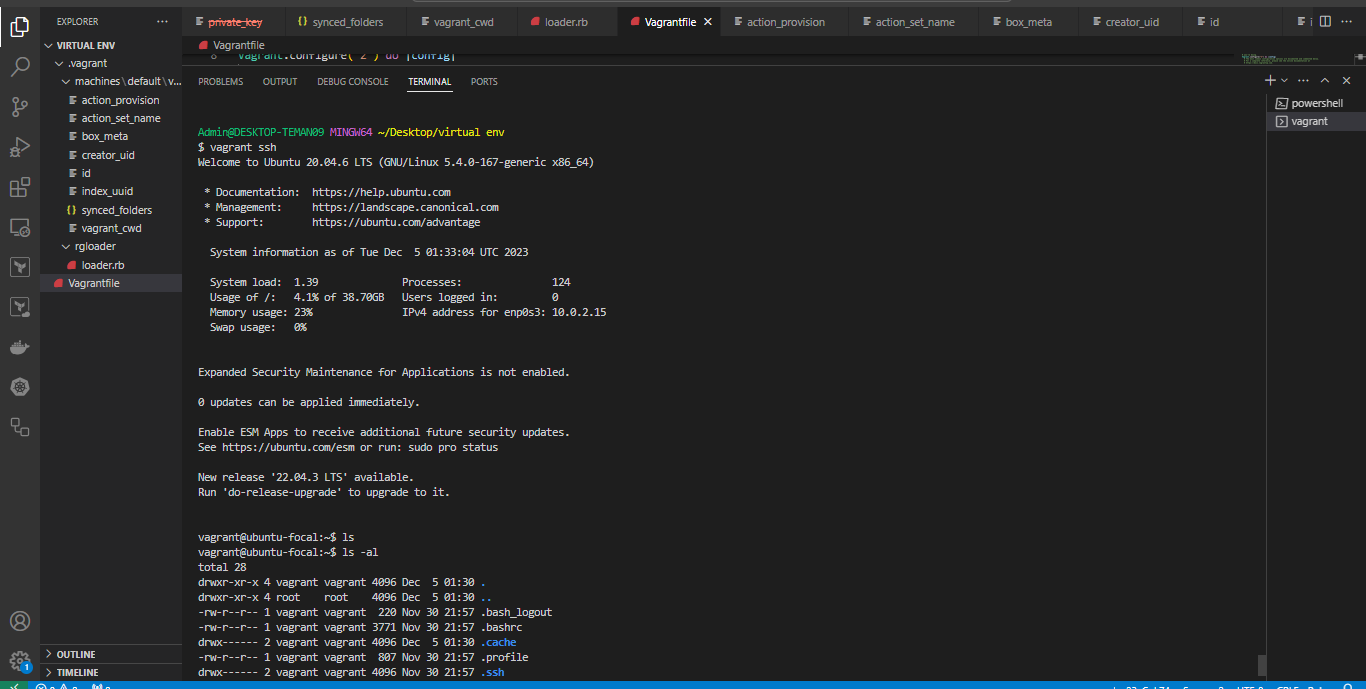 EXPLORER ...
VIRTUAL ENV
.vagrant
machines\default\v...
action_provision
action_set_name
box_meta
creator_uid
id
index_uuid
{} synced_folders
vagrant_cwd
rgloader
loader.rb
Vagrantfile
OUTLINE
TIMELINE
1
private_key
{} synced_folders
vagrant_cwd
loader.rb
Vagrantfile
action_provision
action_set_name
box_meta
creator_uid
id
Vagrantfile
8 Vagrant.configure("2") do |config|
PROBLEMS OUTPUT DEBUG CONSOLE TERMINAL PORTS
powershell
vagrant
Admin@DESKTOP-TEMAN09 MINGW64 ~/Desktop/virtual env
$ vagrant ssh
Welcome to Ubuntu 20.04.6 LTS (GNU/Linux 5.4.0-167-generic x86_64)
* Documentation: https://help.ubuntu.com
* Management: https://landscape.canonical.com
* Support: https://ubuntu.com/advantage
System information as of Tue Dec 5 01:33:04 UTC 2023
System load: 1.39 Processes: 124
Usage of /: 4.1% of 38.70GB Users logged in: 0
Memory usage: 23% IPv4 address for enp0s3: 10.0.2.15
Swap usage: 0%
Expanded Security Maintenance for Applications is not enabled.
0 updates can be applied immediately.
Enable ESM Apps to receive additional future security updates.
See https://ubuntu.com/esm or run: sudo pro status
New release '22.04.3 LTS' available.
Run 'do-release-upgrade' to upgrade to it.
vagrant@ubuntu-focal:~$ ls
vagrant@ubuntu-focal:~$ ls -al
total 28
drwxr-xr-x 4 vagrant vagrant 4096 Dec 5 01:30 .
drwxr-xr-x 4 root root 4096 Dec 5 01:30 ..
-rw-r--r-- 1 vagrant vagrant 220 Nov 30 21:57 .bash_logout
-rw-r--r-- 1 vagrant vagrant 3771 Nov 30 21:57 .bashrc
drwx------ 2 vagrant vagrant 4096 Dec 5 01:30 .cache
-rw-r--r-- 1 vagrant vagrant 807 Nov 30 21:57 .profile
drwx------ 2 vagrant vagrant 4096 Nov 30 21:57 .ssh